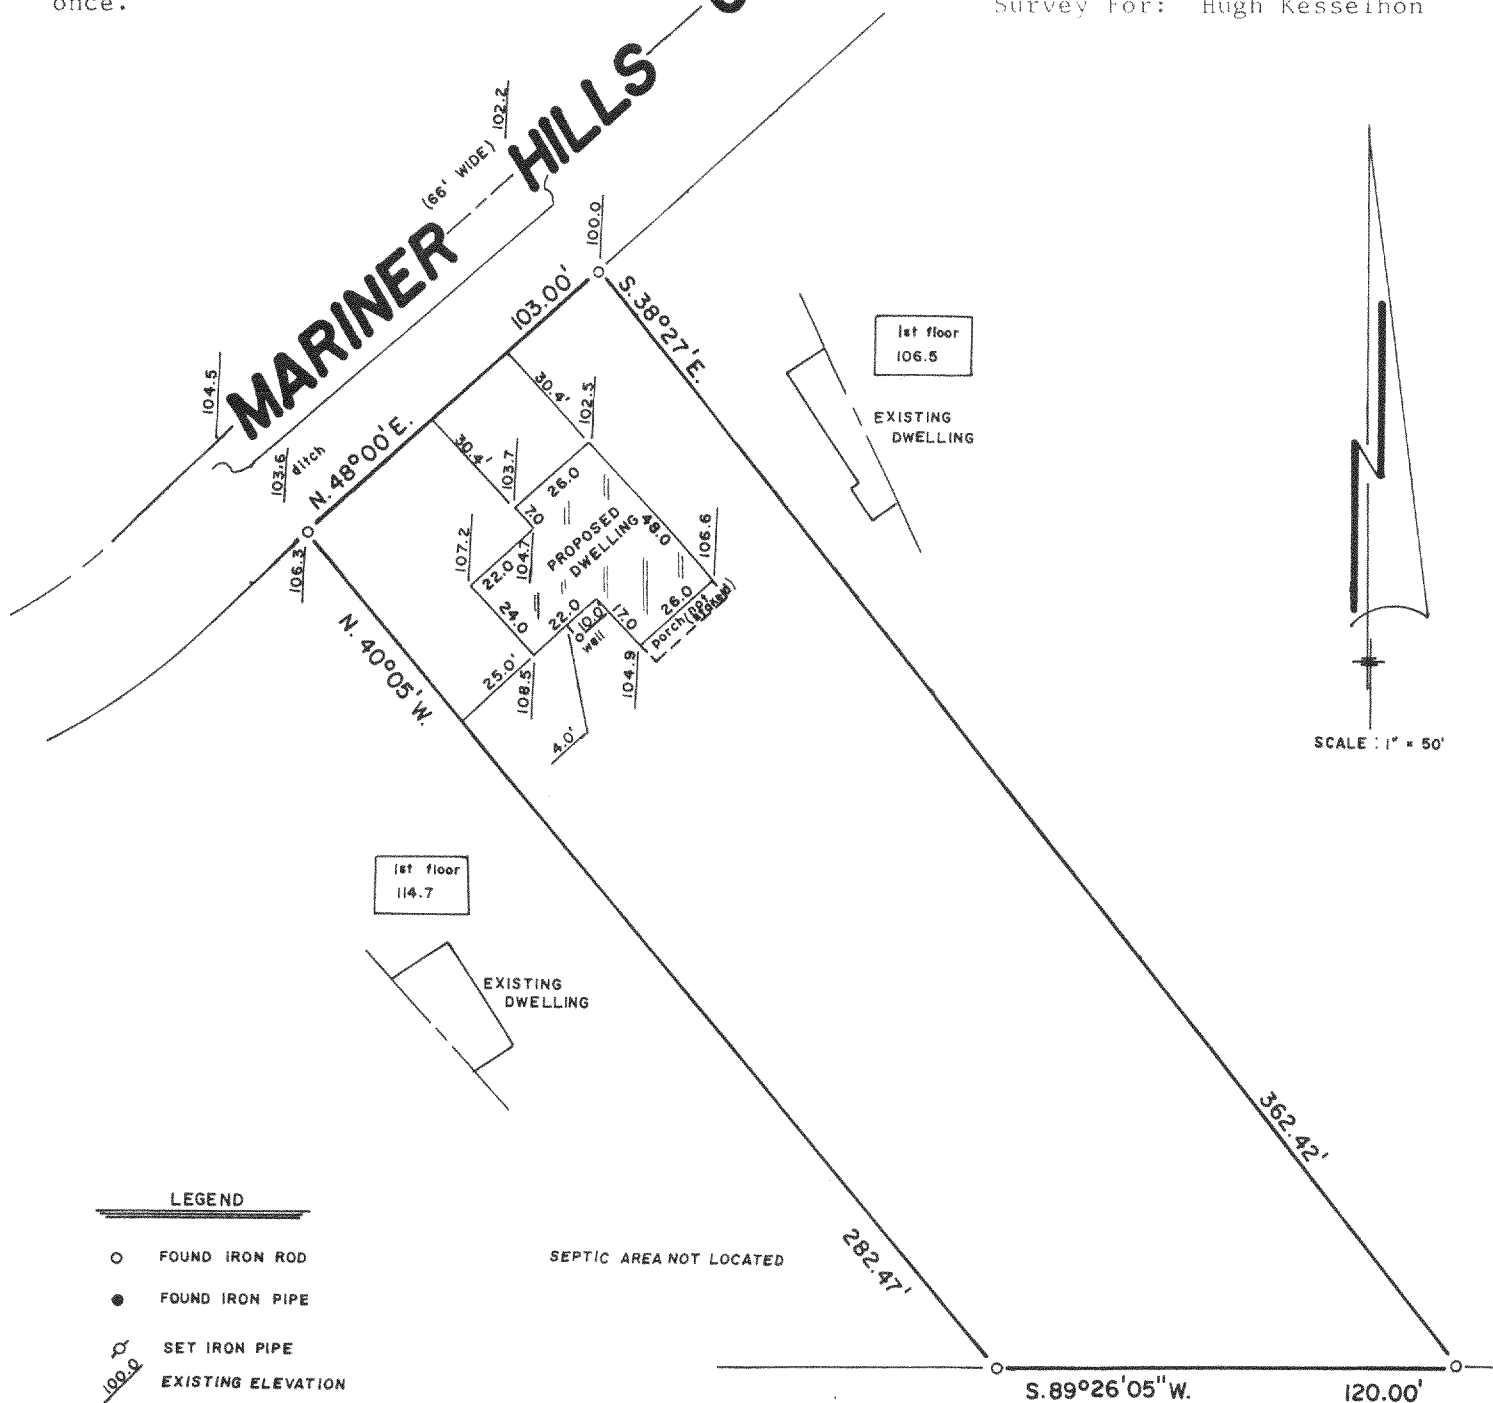 once.
Survey For: Hugh Kesselhon
MARINER HILLS
(66' WIDE)
102.2
100.0
104.5
103.6
ditch
N. 48°00' E.
103.00'
S. 38°27' E.
106.3
1st floor
106.5
EXISTING
DWELLING
30.4'
30.4'
102.5
103.7
26.0
7.0
107.2
104.7
22.0
PROPOSED
DWELLING
48.0
106.6
24.0
22.0
10.0'
well
17.0
26.0
porch (not
staked)
25.0'
108.5
104.9
4.0'
N. 40°05' W.
SCALE : 1" = 50'
1st floor
114.7
EXISTING
DWELLING
362.42'
282.47'
LEGEND
FOUND IRON ROD
FOUND IRON PIPE
SET IRON PIPE
100.0
EXISTING ELEVATION
SEPTIC AREA NOT LOCATED
S. 89°26'05" W.
120.00'